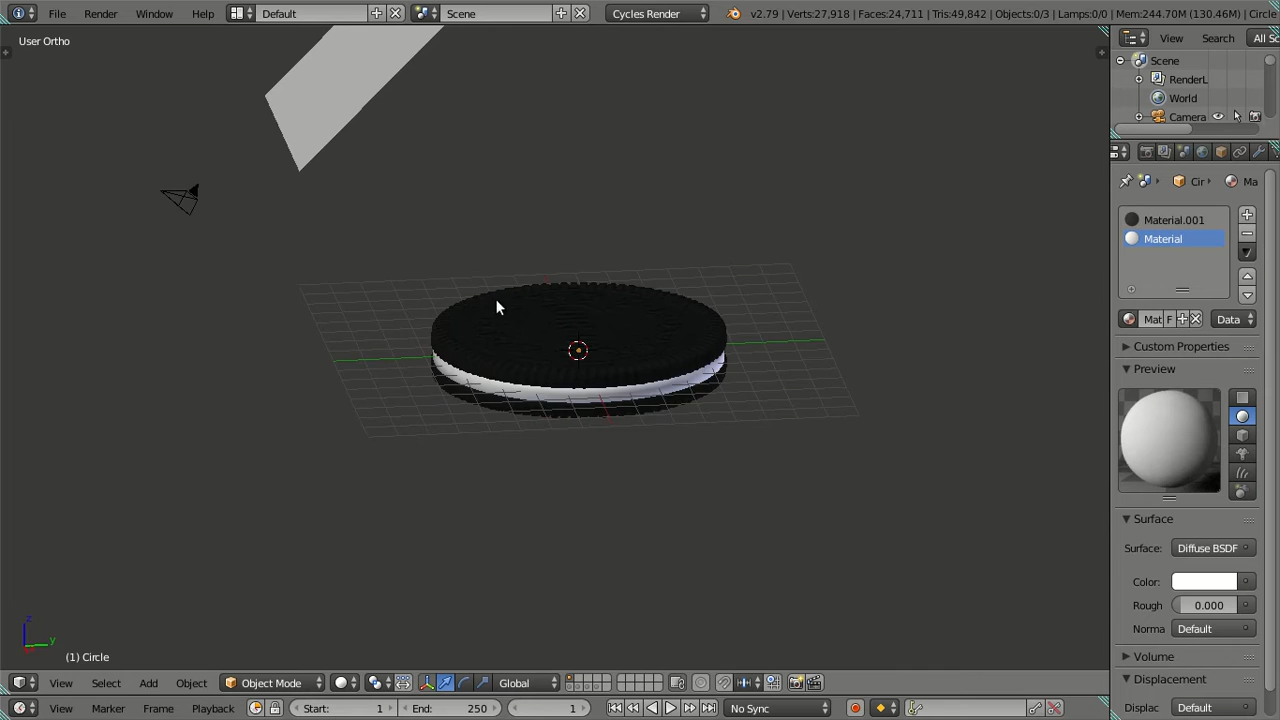 File Render Window Help Default Scene Cycles Render v2.79 | Verts:27,918 | Faces:24,711 | Tris:49,842 | Objects:0/3 | Lamps:0/0 | Mem:244.70M (130.46M) | Circle
User Ortho
View Search All Sc
Scene
RenderL
World
Camera
Cir Ma
Material.001
Material
Mat F Data
Custom Properties
Preview
Surface
Surface: Diffuse BSDF
Color:
Rough 0.000
Norma Default
Volume
Displacement
Displac Default
z
y
(1) Circle
View Select Add Object Object Mode Global
View Marker Frame Playback Start: 1 End: 250 1 No Sync